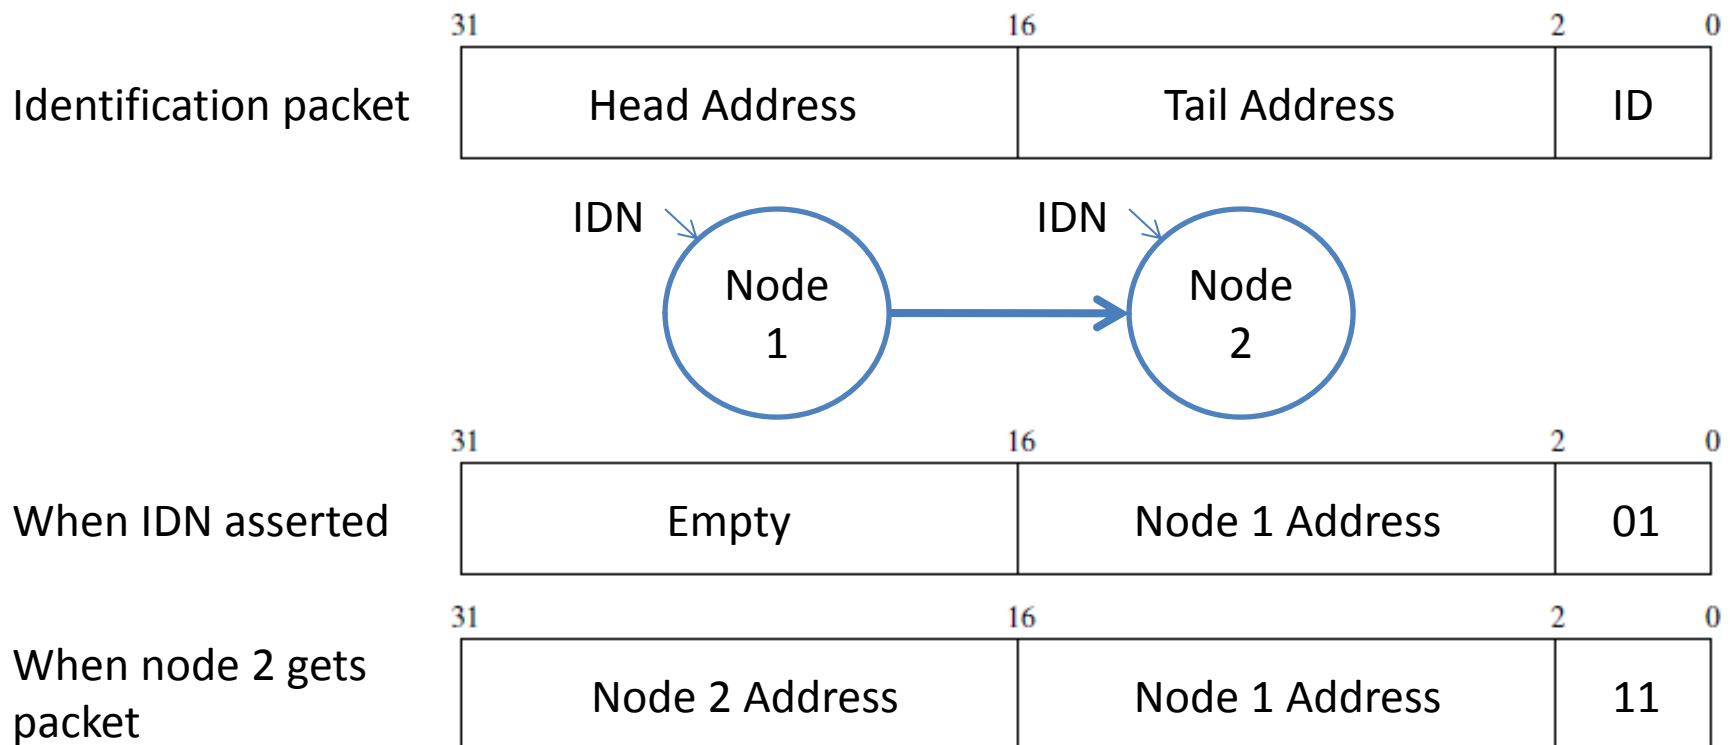 31 16 2 0
Identification packet Head Address Tail Address ID
IDN IDN
Node Node
1 2
31 16 2 0
When IDN asserted Empty Node 1 Address 01
31 16 2 0
When node 2 gets
packet
Node 2 Address Node 1 Address 11